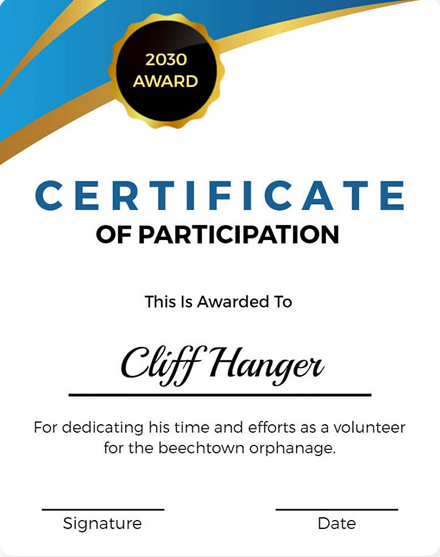 2030
AWARD
CERTIFICATE
OF PARTICIPATION
This Is Awarded To
Cliff Hanger
For dedicating his time and efforts as a volunteer
for the beechtown orphanage.
Signature
Date